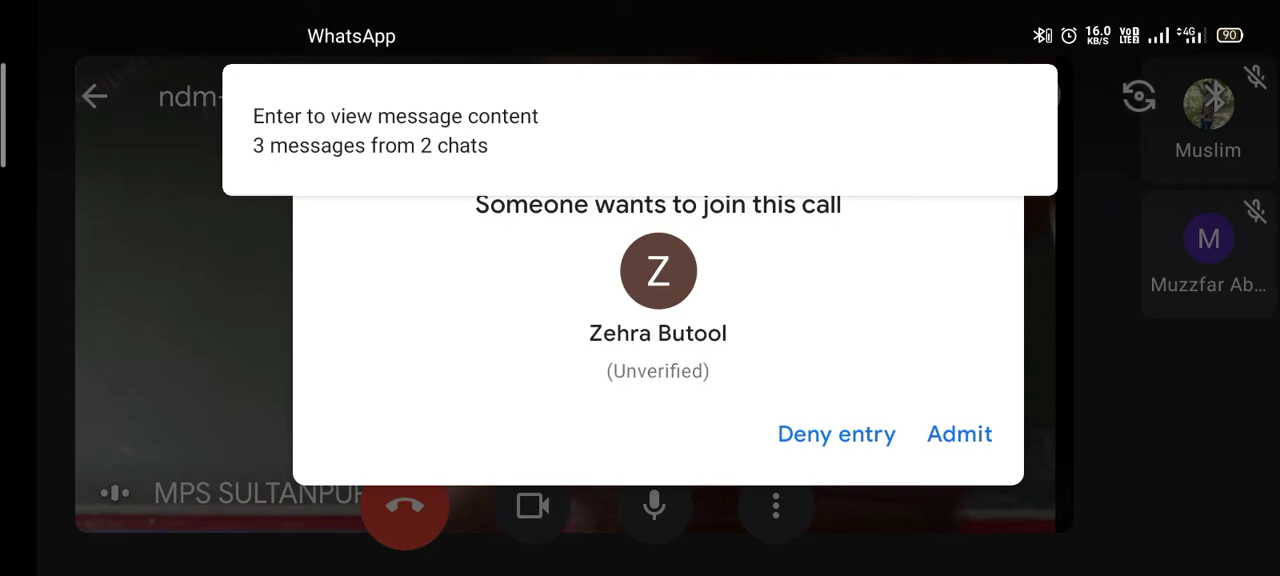 WhatsApp
16.0
KB/S
VoD
LTE
4G
90
ndm-
Enter to view message content
3 messages from 2 chats
Muslim
Someone wants to join this call
Z
Zehra Butool
(Unverified)
M
Muzzfar Ab...
Deny entry
Admit
MPS SULTANPUR